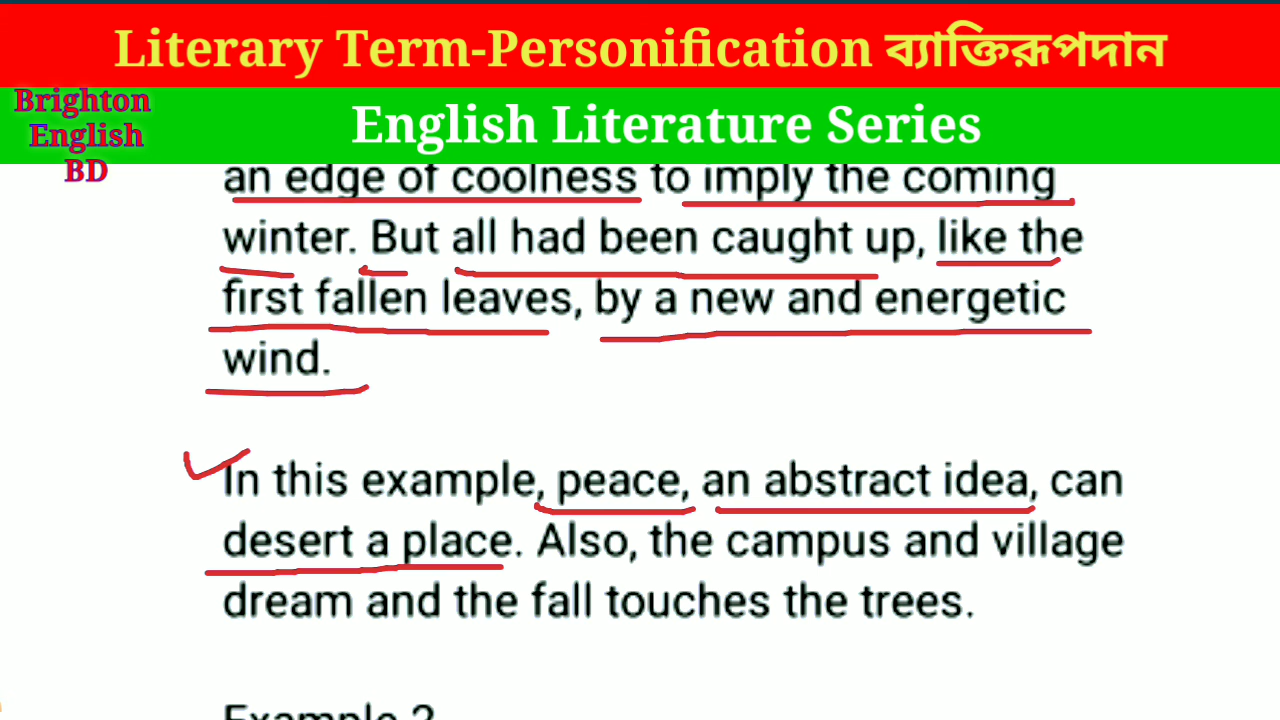 Literary Term-Personification ব্যাক্তিরূপদান
Brighton
English
BD
English Literature Series
an edge of coolness to imply the coming
winter. But all had been caught up, like the
first fallen leaves, by a new and energetic
wind.
In this example, peace, an abstract idea, can
desert a place. Also, the campus and village
dream and the fall touches the trees.
Example 2